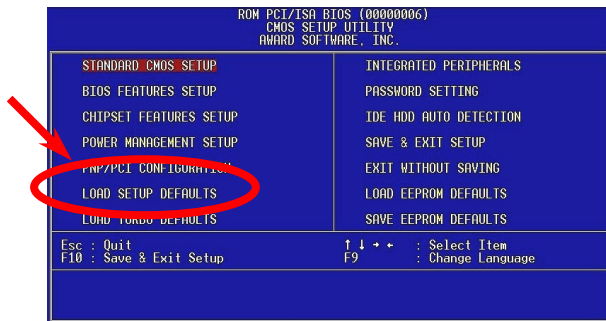 ROM PCI/ISA BIOS (00000006)
CMOS SETUP UTILITY
AWARD SOFTWARE, INC.
STANDARD CMOS SETUP
BIOS FEATURES SETUP
CHIPSET FEATURES SETUP
POWER MANAGEMENT SETUP
PNP/PCI CONFIGURATION
LOAD SETUP DEFAULTS
LOAD TURBO DEFAULTS
INTEGRATED PERIPHERALS
PASSWORD SETTING
IDE HDD AUTO DETECTION
SAVE & EXIT SETUP
EXIT WITHOUT SAVING
LOAD EEPROM DEFAULTS
SAVE EEPROM DEFAULTS
Esc : Quit
F10 : Save & Exit Setup
↑ ↓ → ← : Select Item
F9 : Change Language